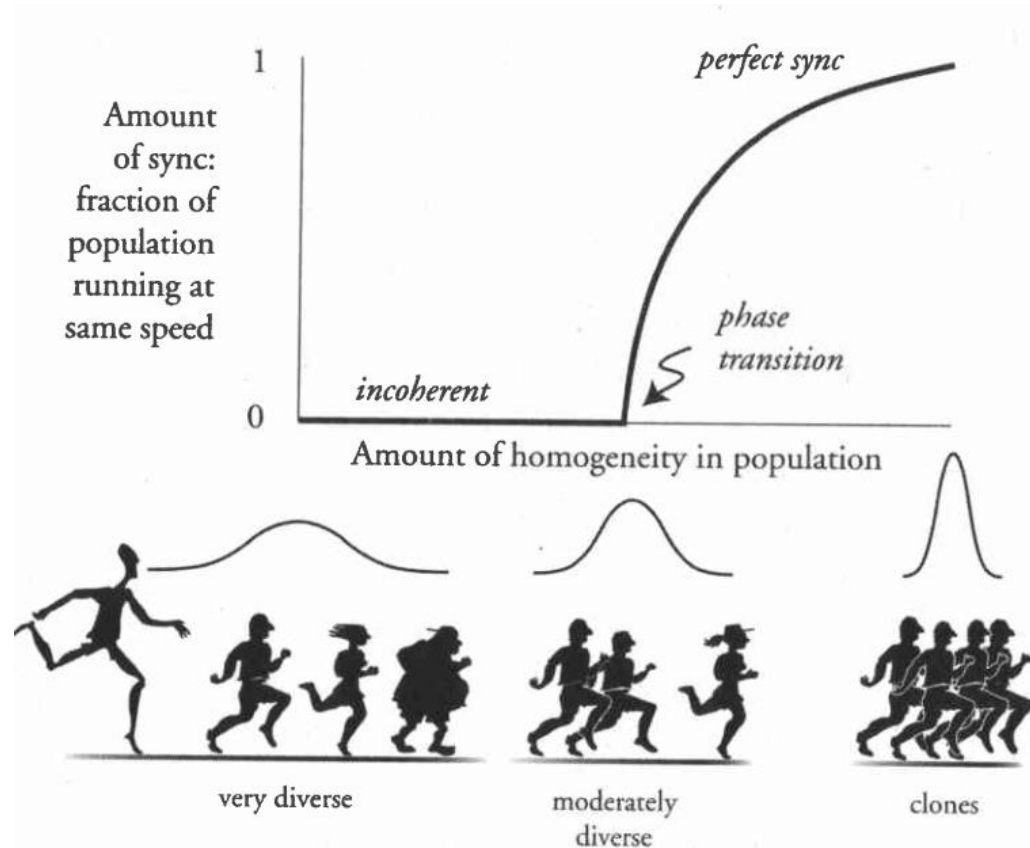 1
perfect sync
Amount
of sync:
fraction of
population
running at
same speed
phase
transition
incoherent
0
Amount of homogeneity in population
very diverse
moderately
diverse
clones